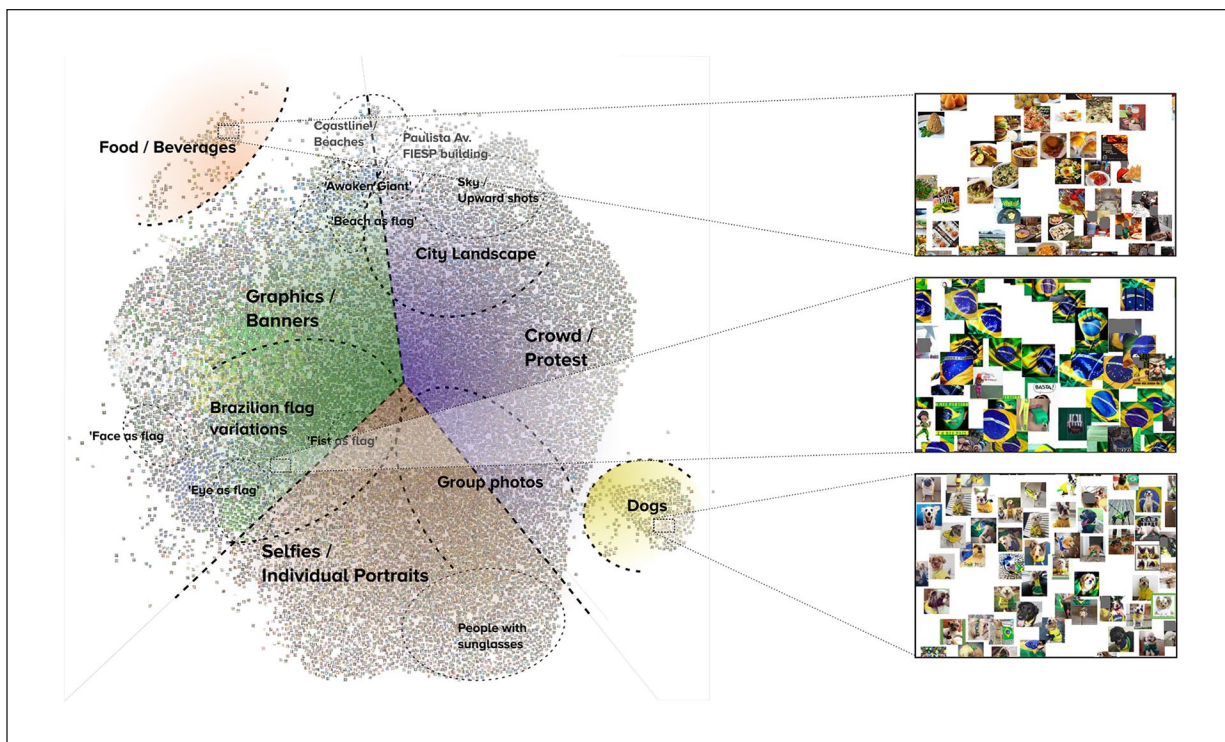 Food / Beverages
Coastline /
Beaches
Paulista Av.
FIESP building
'Awaken Giant'
Sky /
Upward shots
'Beach as flag'
City Landscape
Graphics /
Banners
Crowd /
Protest
Brazilian flag
variations
'Face as flag
'Fist as flag'
'Eye as flag'
Group photos
Dogs
Selfies /
Individual Portraits
People with
sunglasses
BASTA!